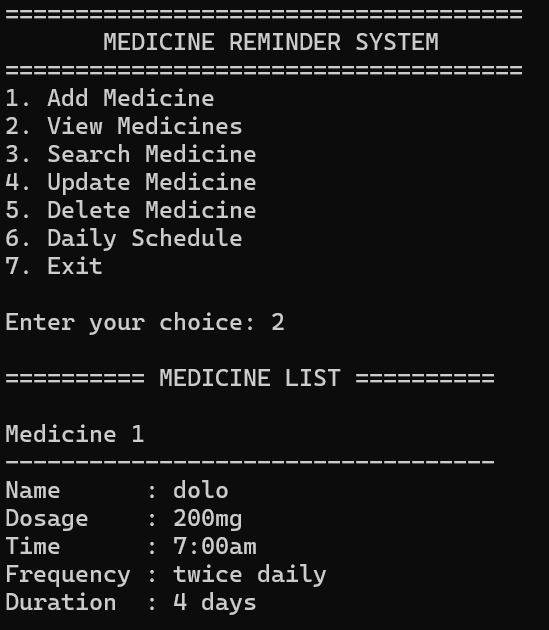 =====================================
       MEDICINE REMINDER SYSTEM
=====================================
1. Add Medicine
2. View Medicines
3. Search Medicine
4. Update Medicine
5. Delete Medicine
6. Daily Schedule
7. Exit

Enter your choice: 2

========== MEDICINE LIST ==========

Medicine 1
-----------------------------------
Name      : dolo
Dosage    : 200mg
Time      : 7:00am
Frequency : twice daily
Duration  : 4 days